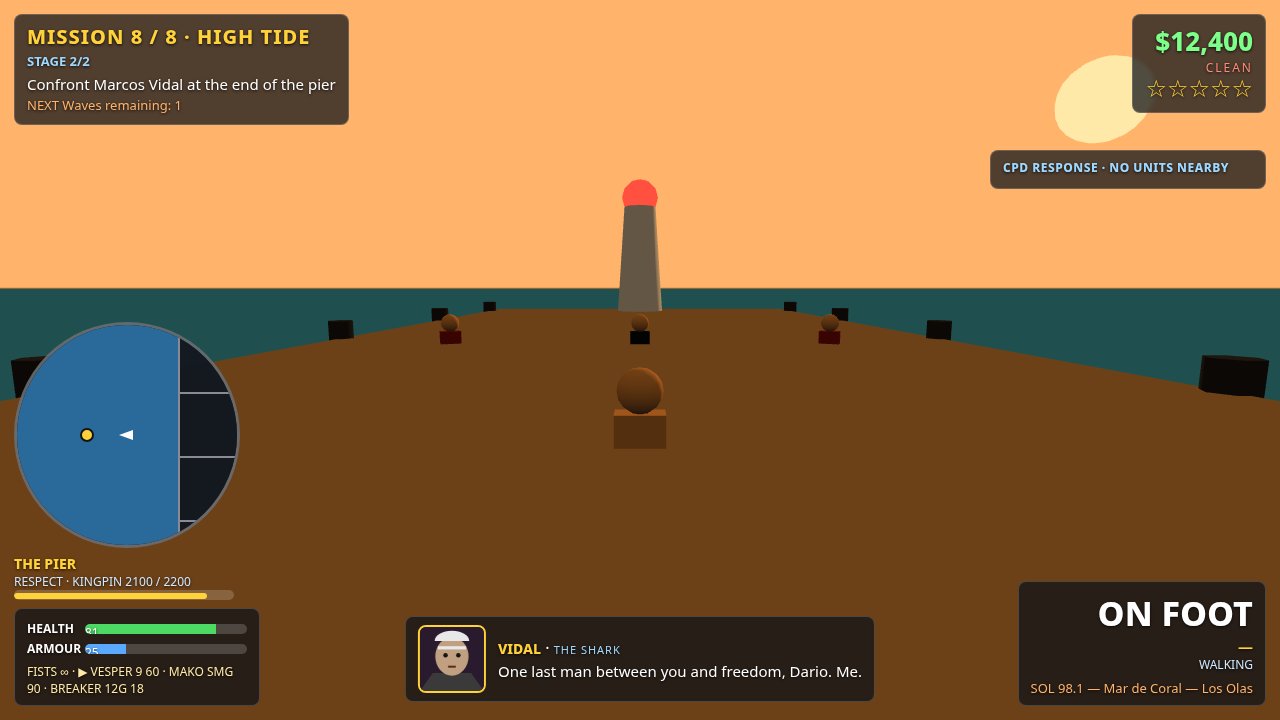 MISSION 8 / 8 · HIGH TIDE
STAGE 2/2
Confront Marcos Vidal at the end of the pier
NEXT Waves remaining: 1
$12,400
CLEAN
☆☆☆☆☆
CPD RESPONSE · NO UNITS NEARBY
THE PIER
RESPECT · KINGPIN 2100 / 2200
HEALTH 81
ARMOUR 25
FISTS ∞ · ▶ VESPER 9 60 · MAKO SMG
90 · BREAKER 12G 18
VIDAL · THE SHARK
One last man between you and freedom, Dario. Me.
ON FOOT
—
WALKING
SOL 98.1 — Mar de Coral — Los Olas